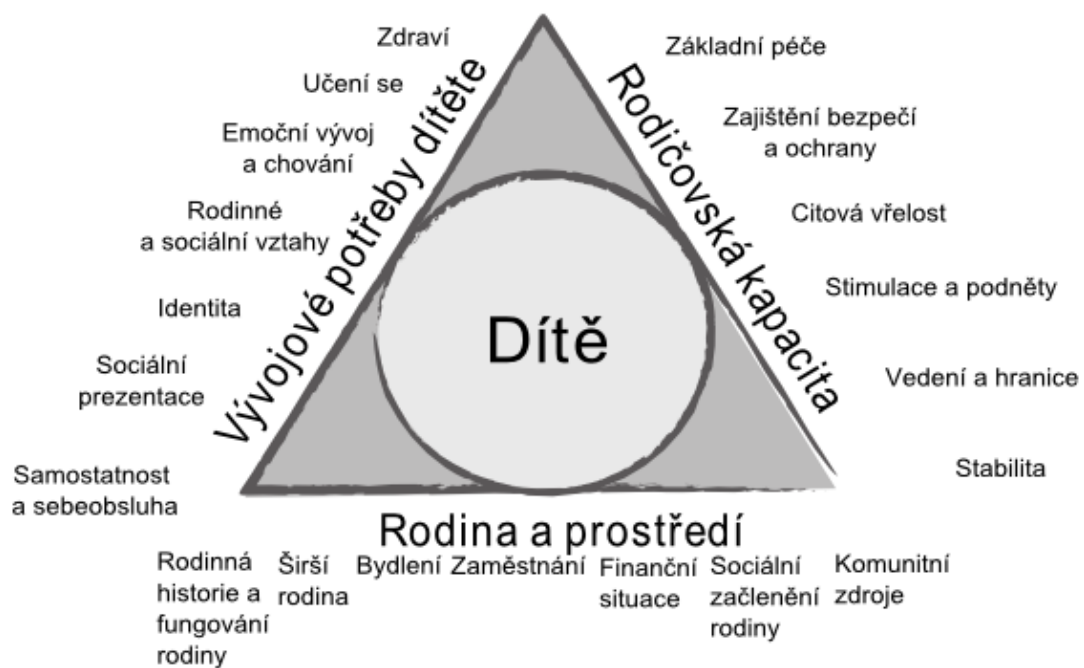 Zdraví
Učení se
Emoční vývoj
a chování
Rodinné
a sociální vztahy
Identita
Sociální
prezentace
Samostatnost
a sebeobsluha
Vývojové potřeby dítěte
Dítě
Rodičovská kapacita
Základní péče
Zajištění bezpečí
a ochrany
Citová vřelost
Stimulace a podněty
Vedení a hranice
Stabilita
Rodina a prostředí
Rodinná
historie a
fungování
rodiny
Širší
rodina
Bydlení
Zaměstnání
Finanční
situace
Sociální
začlenění
rodiny
Komunitní
zdroje